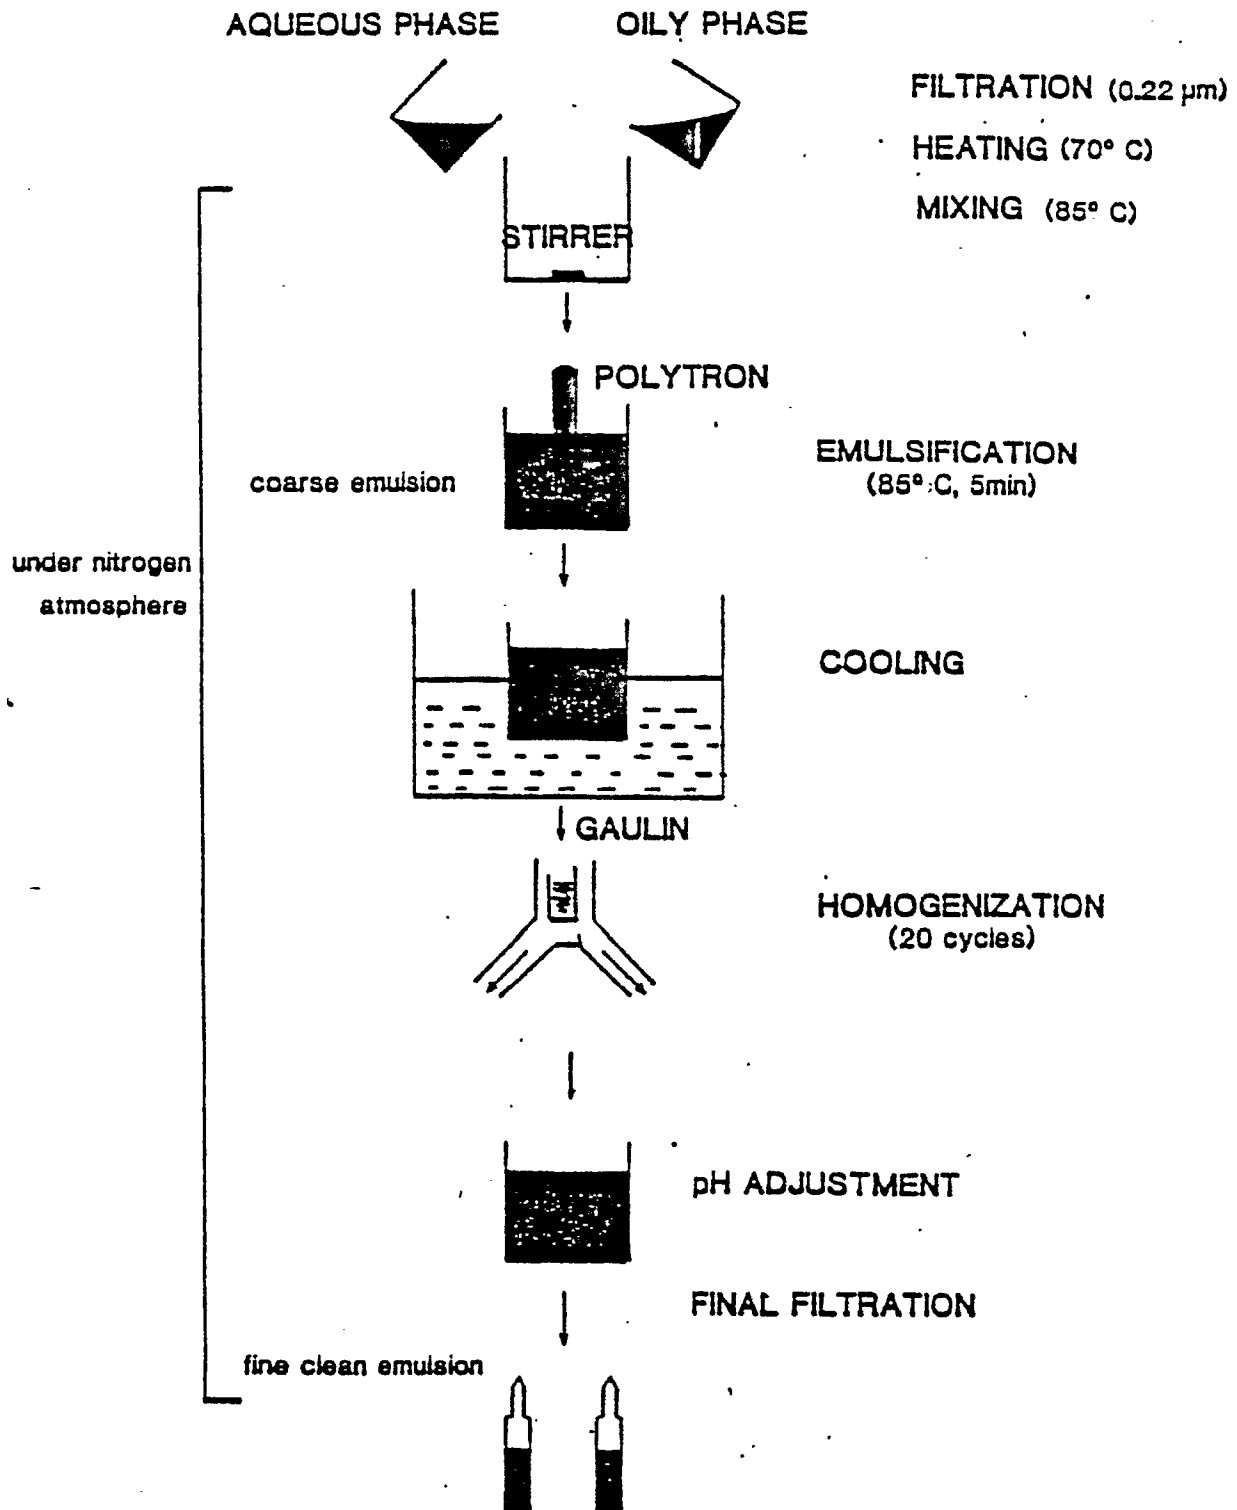 AQUEOUS PHASE
OILY PHASE
FILTRATION (0.22 µm)
HEATING (70° C)
MIXING (85° C)
STIRRER
POLYTRON
EMULSIFICATION
(85° C, 5min)
coarse emulsion
under nitrogen
atmosphere
COOLING
GAULIN
HOMOGENIZATION
(20 cycles)
pH ADJUSTMENT
FINAL FILTRATION
fine clean emulsion